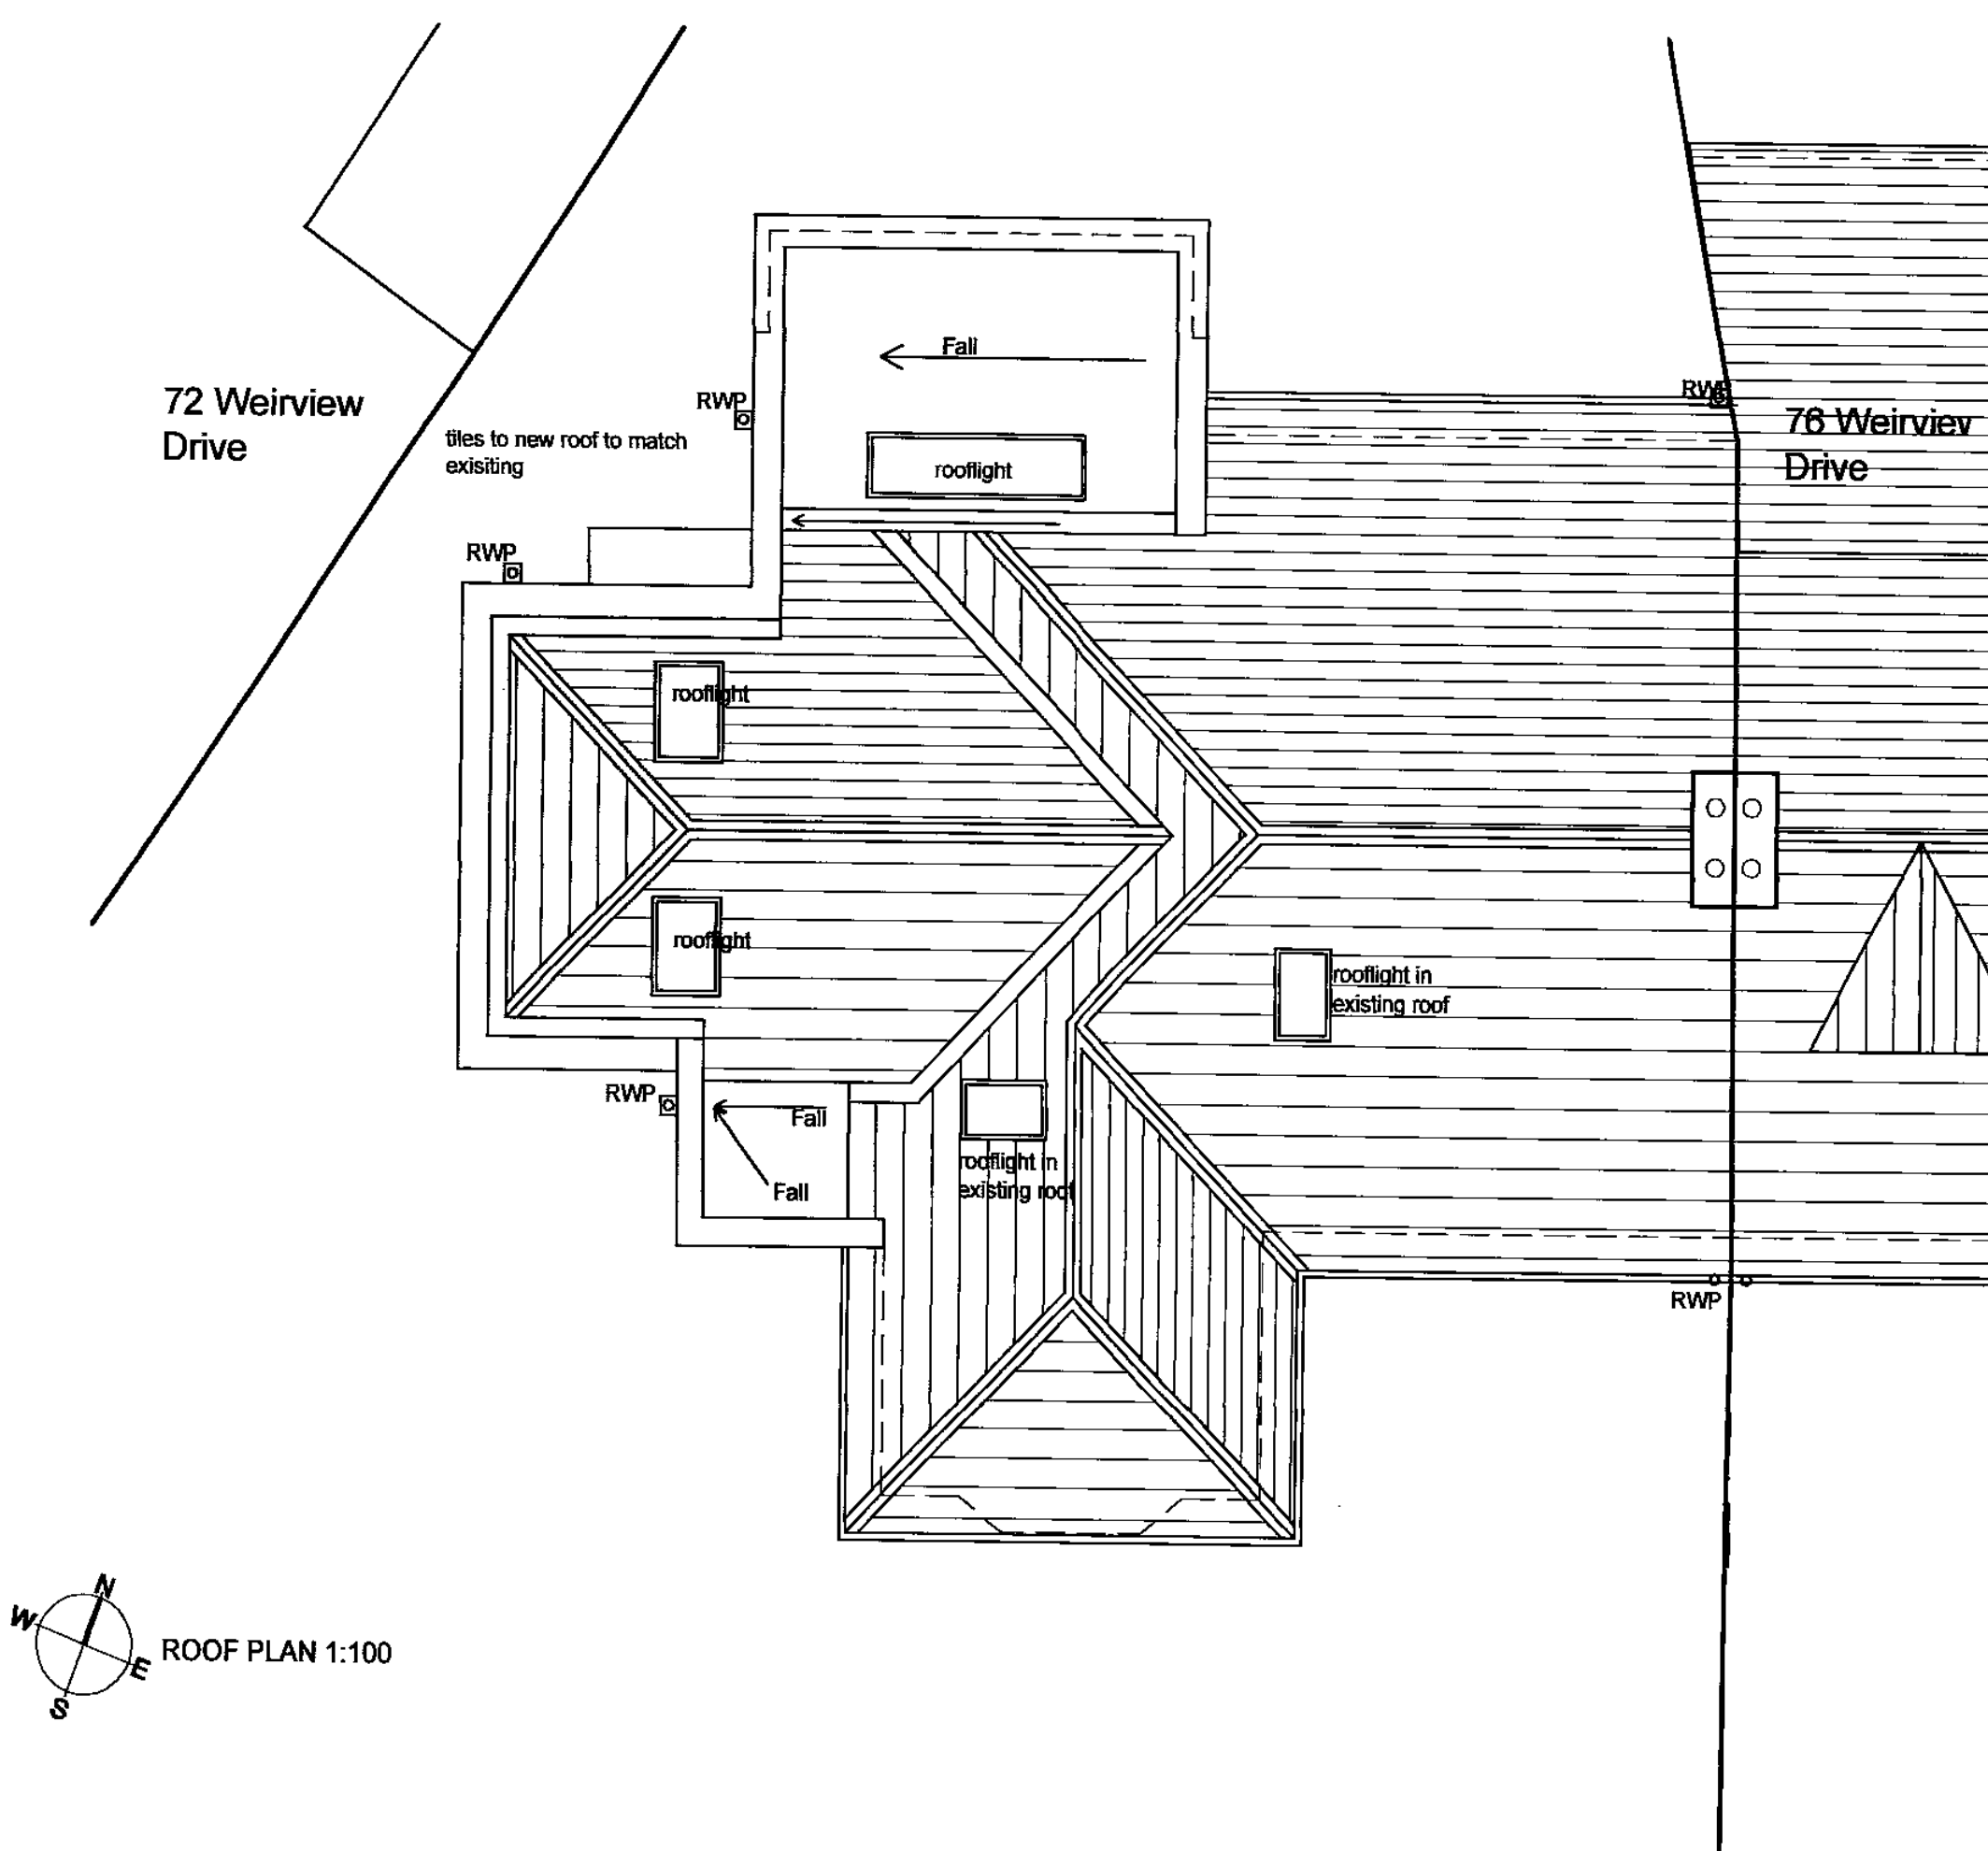 Fall
RWP
RWP
72 Weirview
Drive
76 Weirview
Drive
tiles to new roof to match
exisiting
rooflight
RWP
rooflight
rooflight
rooflight in
existing roof
RWP
Fall
rooflight in
existing roof
Fall
RWP
N
W
E
S
ROOF PLAN 1:100